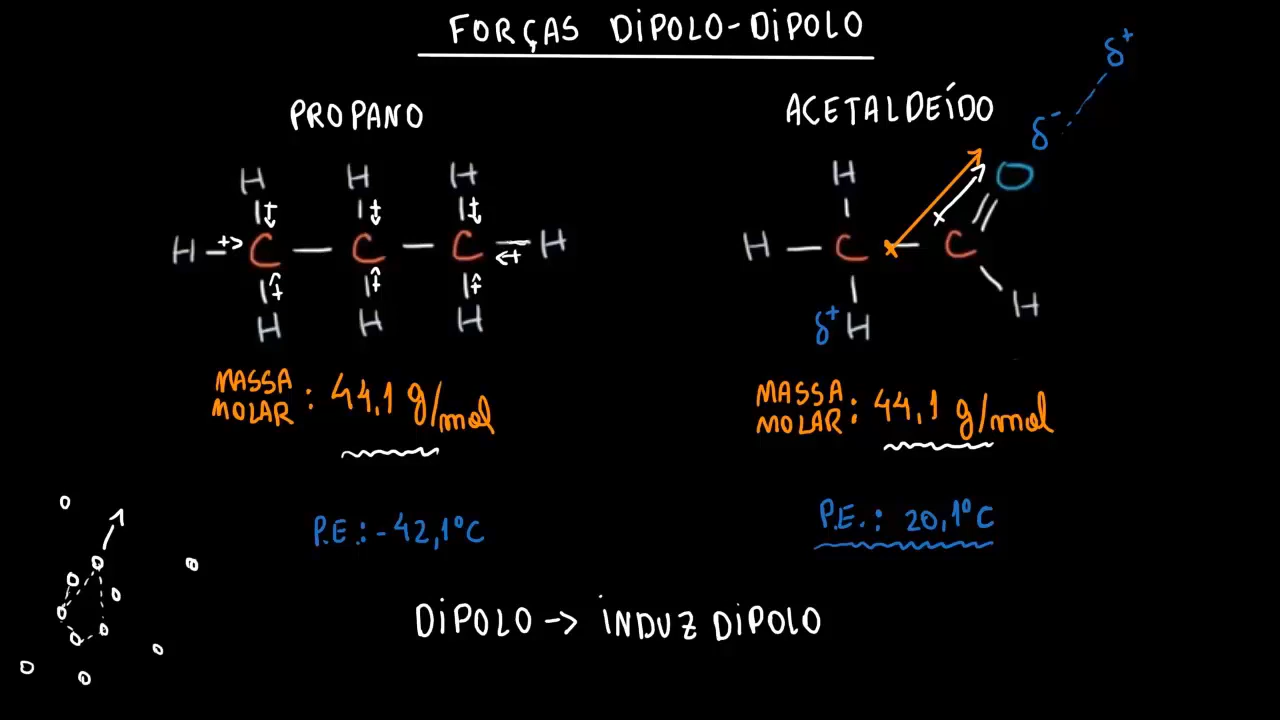 FORÇAS DIPOLO-DIPOLO
PROPANO
H H H
H C C C H
H H H
MASSA MOLAR: 44,1 g/mol
P.E.: -42,1°C
ACETALDEÍDO
δ+
δ-
H O
H C C
δ+ H H
MASSA MOLAR: 44,1 g/mol
P.E.: 20,1°C
DIPOLO → INDUZ DIPOLO